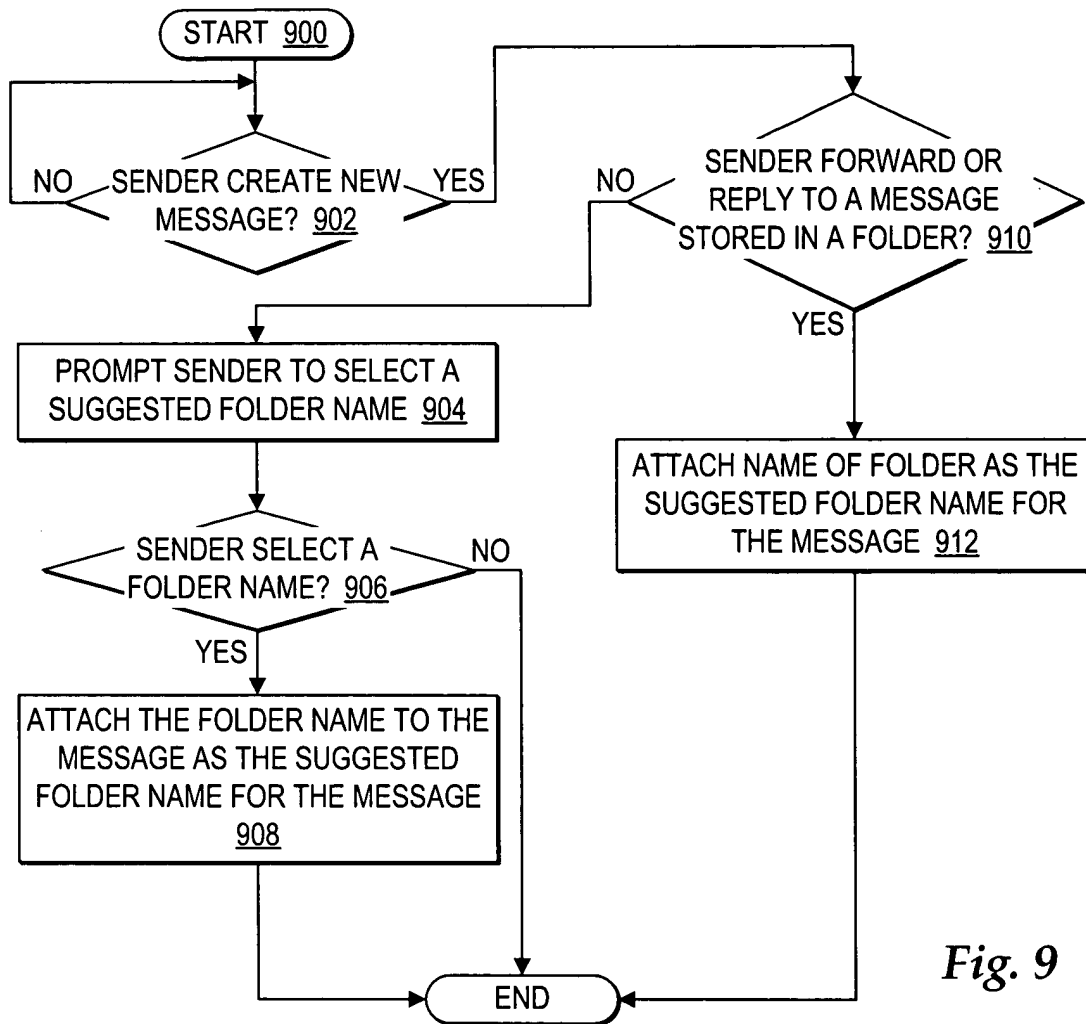 START 900
SENDER CREATE NEW
MESSAGE? 902
NO
YES
SENDER FORWARD OR
REPLY TO A MESSAGE
STORED IN A FOLDER? 910
NO
YES
PROMPT SENDER TO SELECT A
SUGGESTED FOLDER NAME 904
ATTACH NAME OF FOLDER AS THE
SUGGESTED FOLDER NAME FOR
THE MESSAGE 912
SENDER SELECT A
FOLDER NAME? 906
NO
YES
ATTACH THE FOLDER NAME TO THE
MESSAGE AS THE SUGGESTED
FOLDER NAME FOR THE MESSAGE
908
END
Fig. 9